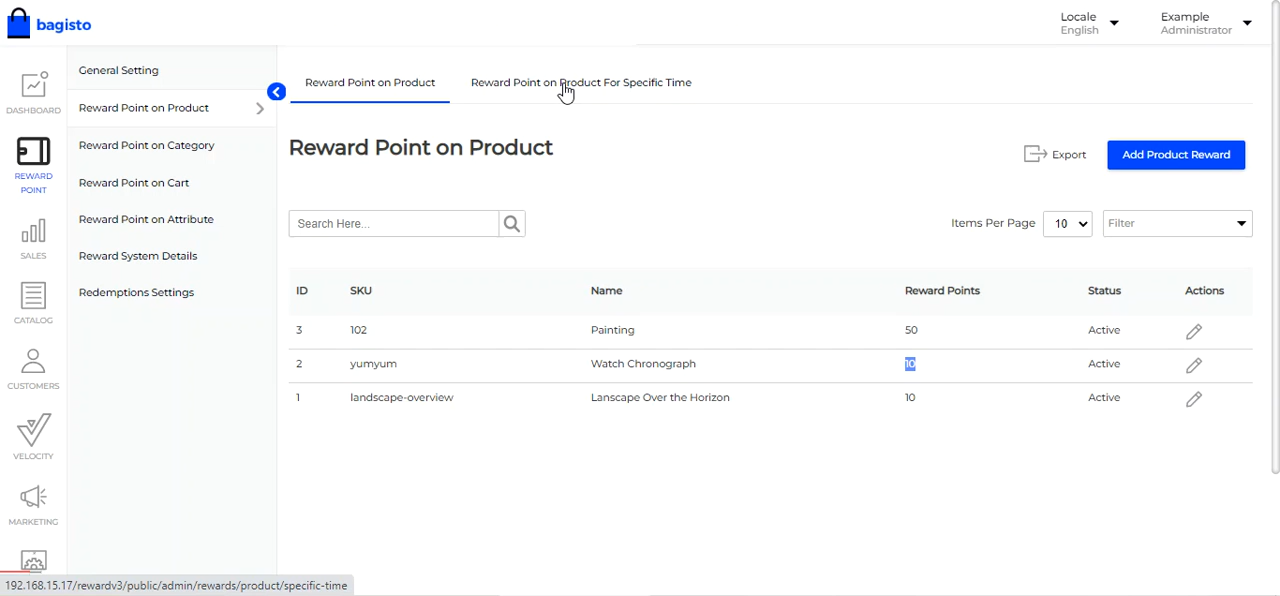 bagisto
Locale
English
Example
Administrator
DASHBOARD
REWARD
POINT
SALES
CATALOG
CUSTOMERS
VELOCITY
MARKETING
General Setting
Reward Point on Product
Reward Point on Category
Reward Point on Cart
Reward Point on Attribute
Reward System Details
Redemptions Settings
Reward Point on Product Reward Point on Product For Specific Time
Reward Point on Product
Export Add Product Reward
Search Here... Items Per Page 10 Filter
ID SKU Name Reward Points Status Actions
3 102 Painting 50 Active
2 yumyum Watch Chronograph 10 Active
1 landscape-overview Lanscape Over the Horizon 10 Active
192.168.15.17/rewardv3/public/admin/rewards/product/specific-time